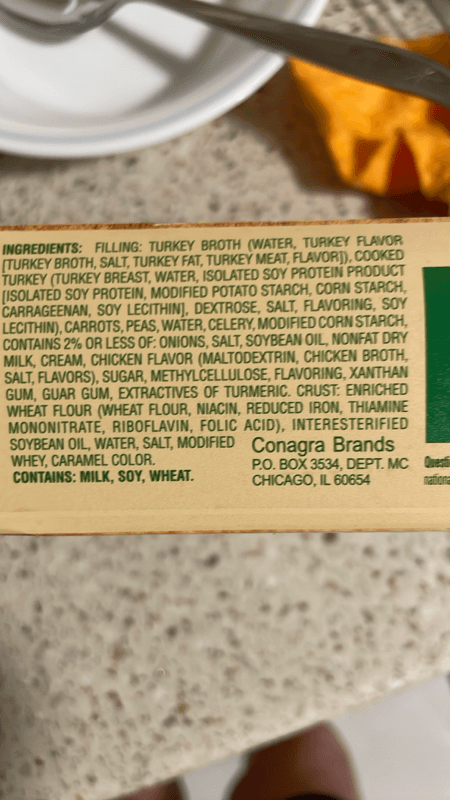 INGREDIENTS: FILLING: TURKEY BROTH (WATER, TURKEY FLAVOR
[TURKEY BROTH, SALT, TURKEY FAT, TURKEY MEAT, FLAVOR]), COOKED
TURKEY (TURKEY BREAST, WATER, ISOLATED SOY PROTEIN PRODUCT
[ISOLATED SOY PROTEIN, MODIFIED POTATO STARCH, CORN STARCH,
CARRAGEENAN, SOY LECITHIN], DEXTROSE, SALT, FLAVORING, SOY
LECITHIN), CARROTS, PEAS, WATER, CELERY, MODIFIED CORN STARCH,
CONTAINS 2% OR LESS OF: ONIONS, SALT, SOYBEAN OIL, NONFAT DRY
MILK, CREAM, CHICKEN FLAVOR (MALTODEXTRIN, CHICKEN BROTH,
SALT, FLAVORS), SUGAR, METHYLCELLULOSE, FLAVORING, XANTHAN
GUM, GUAR GUM, EXTRACTIVES OF TURMERIC. CRUST: ENRICHED
WHEAT FLOUR (WHEAT FLOUR, NIACIN, REDUCED IRON, THIAMINE
MONONITRATE, RIBOFLAVIN, FOLIC ACID), INTERESTERIFIED
SOYBEAN OIL, WATER, SALT, MODIFIED
WHEY, CARAMEL COLOR.
CONTAINS: MILK, SOY, WHEAT.
Conagra Brands
P.O. BOX 3534, DEPT. MC
CHICAGO, IL 60654
Questi
nationa